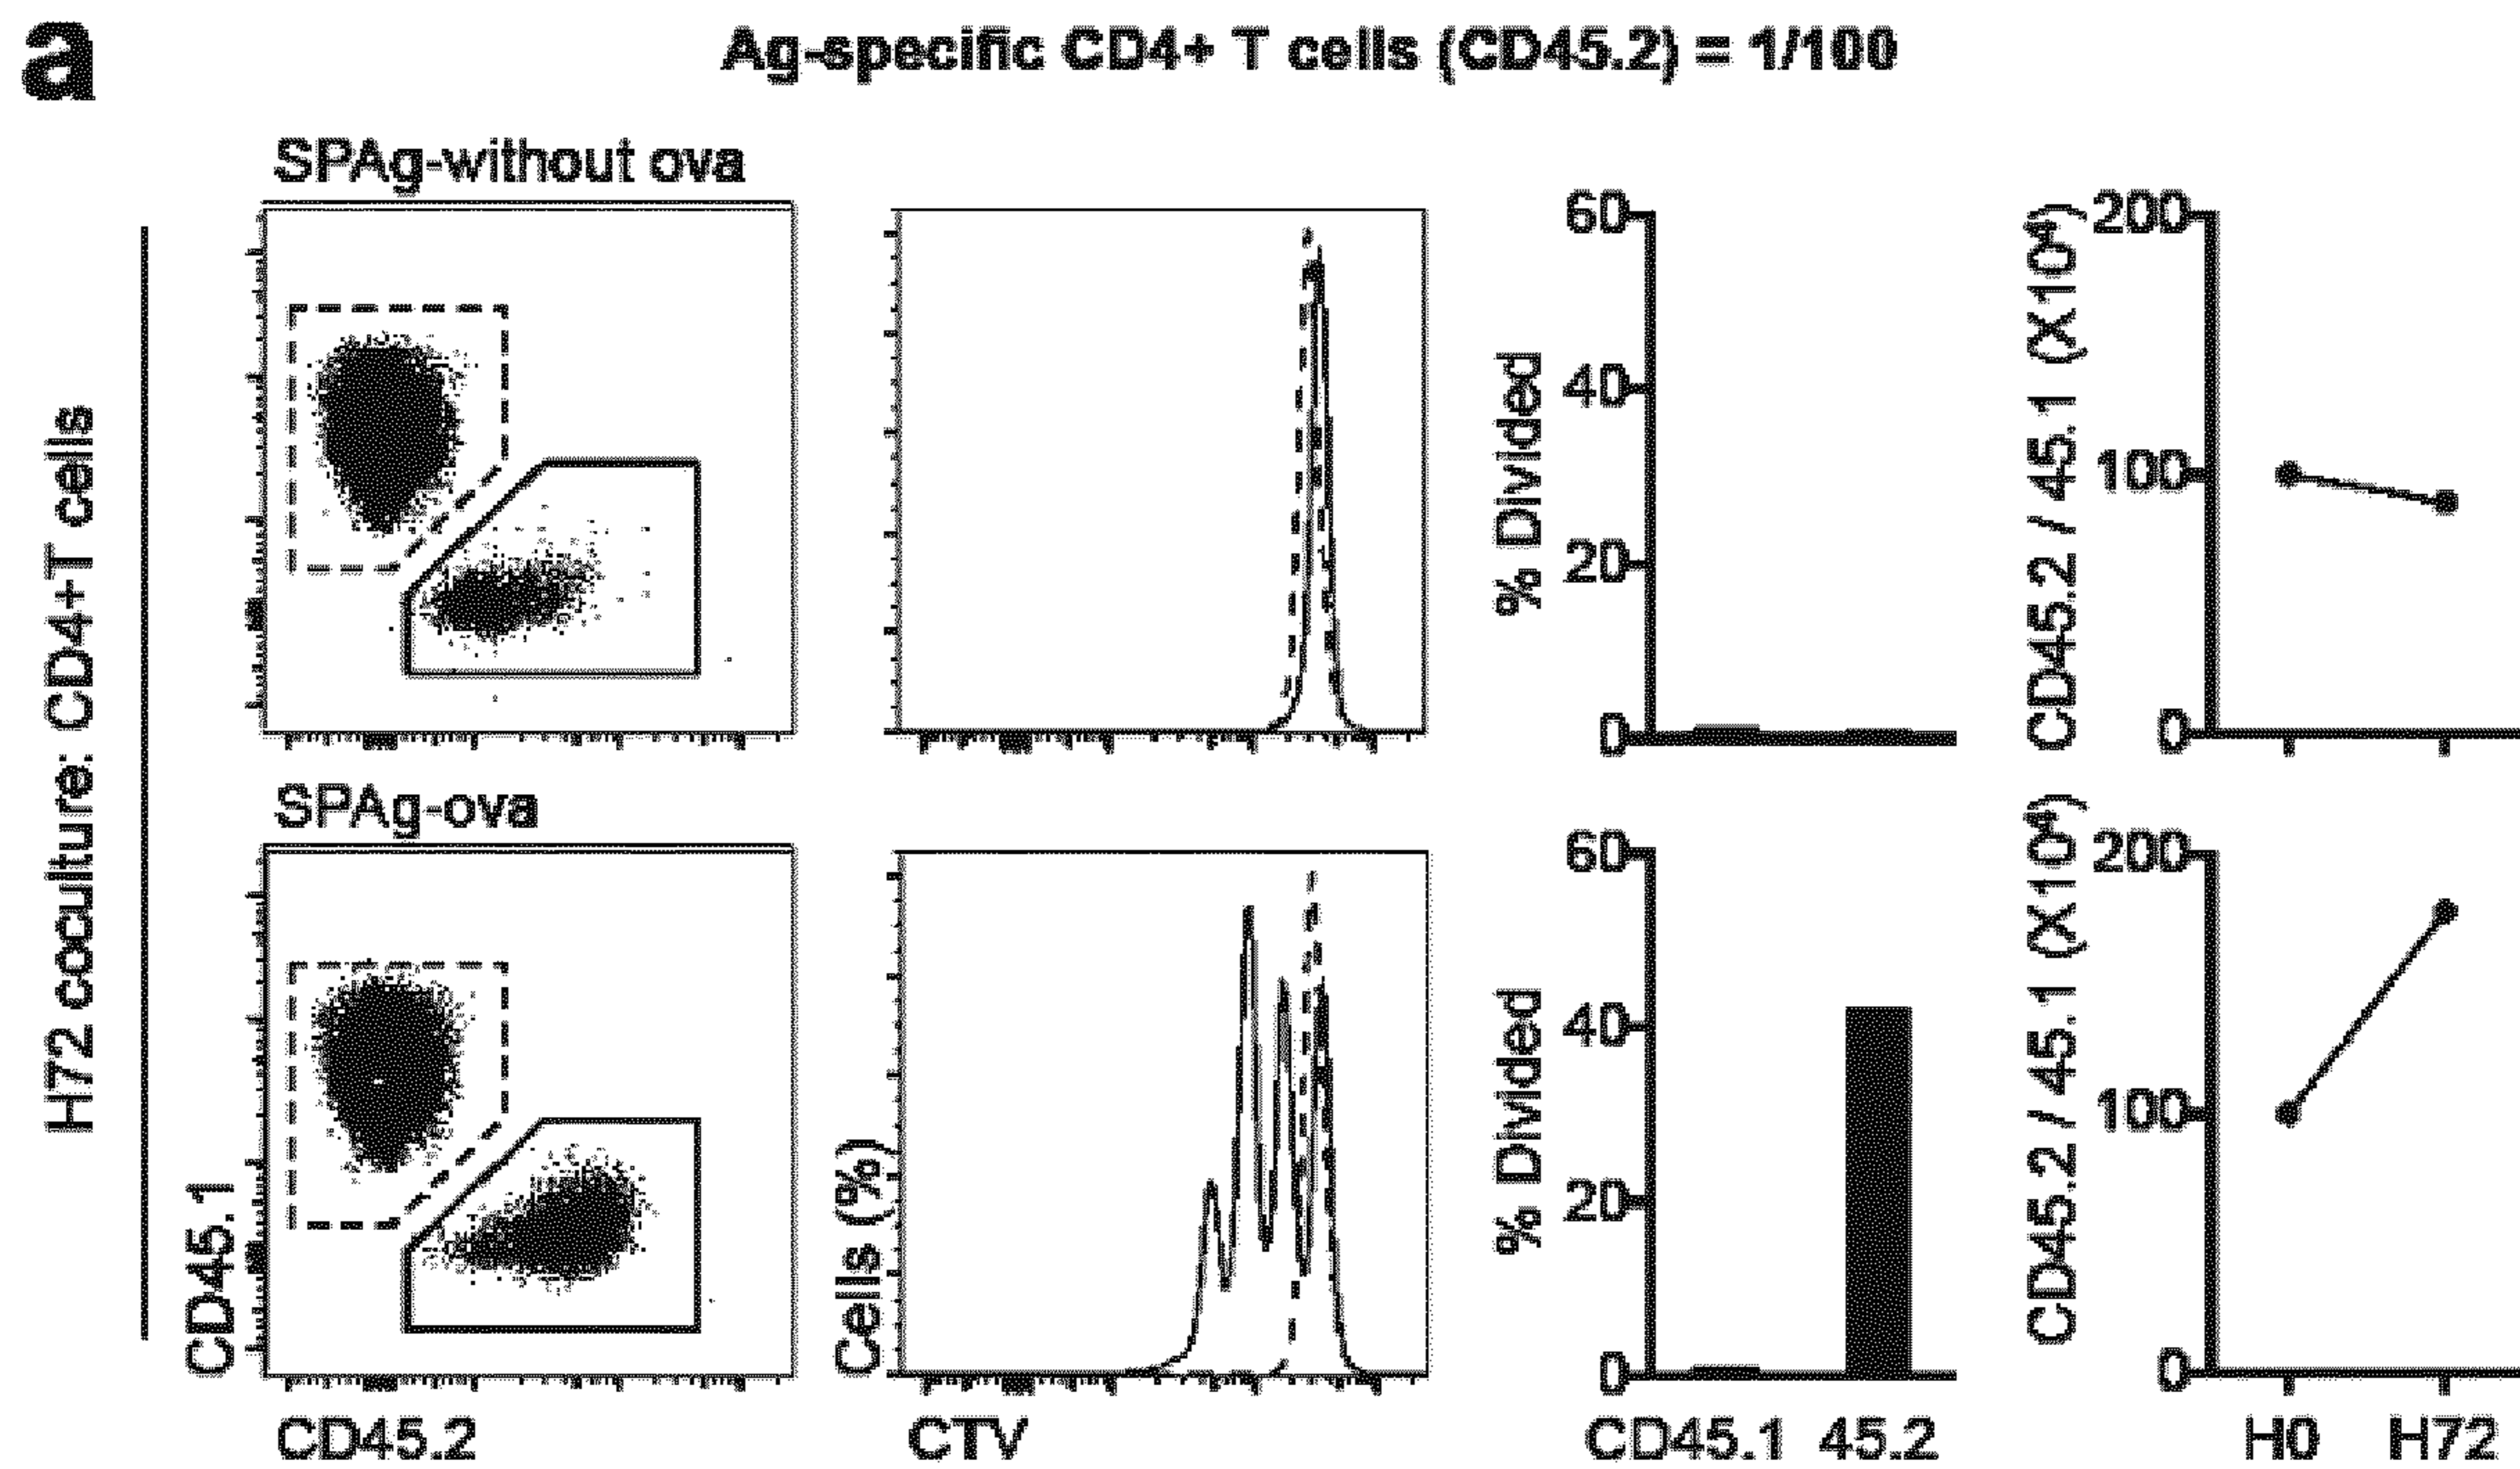 a
Ag-specific CD4+ T cells (CD45.2) = 1/100
H72 coculture: CD4+T cells
SPAg-without ova
60
40
20
0
% Divided
200
100
0
CD45.2 / 45.1 (X10⁴)
SPAg-ova
CD45.1
CD45.2
Cells (%)
CTV
60
40
20
0
% Divided
CD45.1 45.2
200
100
0
CD45.2 / 45.1 (X10⁴)
H0 H72